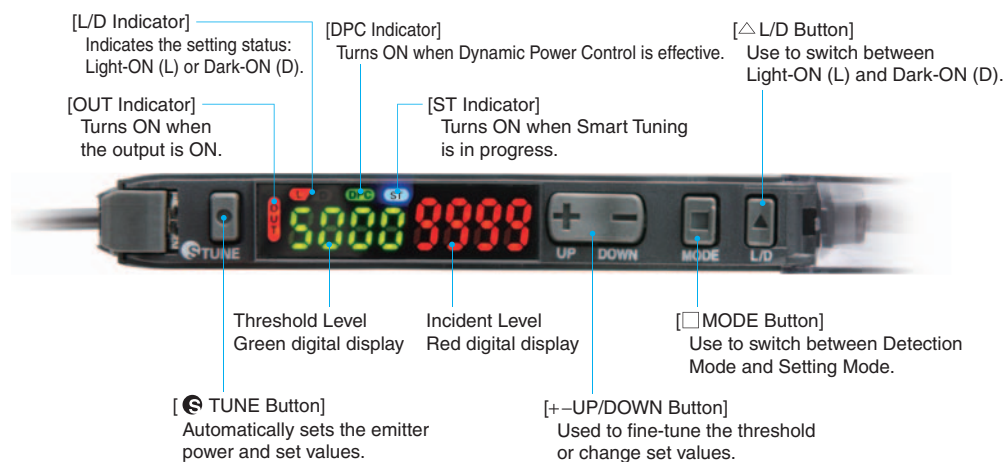 [L/D Indicator]
Indicates the setting status:
Light-ON (L) or Dark-ON (D).
[DPC Indicator]
Turns ON when Dynamic Power Control is effective.
[△ L/D Button]
Use to switch between
Light-ON (L) and Dark-ON (D).
[OUT Indicator]
Turns ON when
the output is ON.
[ST Indicator]
Turns ON when Smart Tuning
is in progress.
L DPC ST
OUT
5000 9999
+ −
S TUNE
UP DOWN
MODE
L/D
Threshold Level
Green digital display
Incident Level
Red digital display
[□ MODE Button]
Use to switch between Detection
Mode and Setting Mode.
[ S TUNE Button]
Automatically sets the emitter
power and set values.
[+−UP/DOWN Button]
Used to fine-tune the threshold
or change set values.